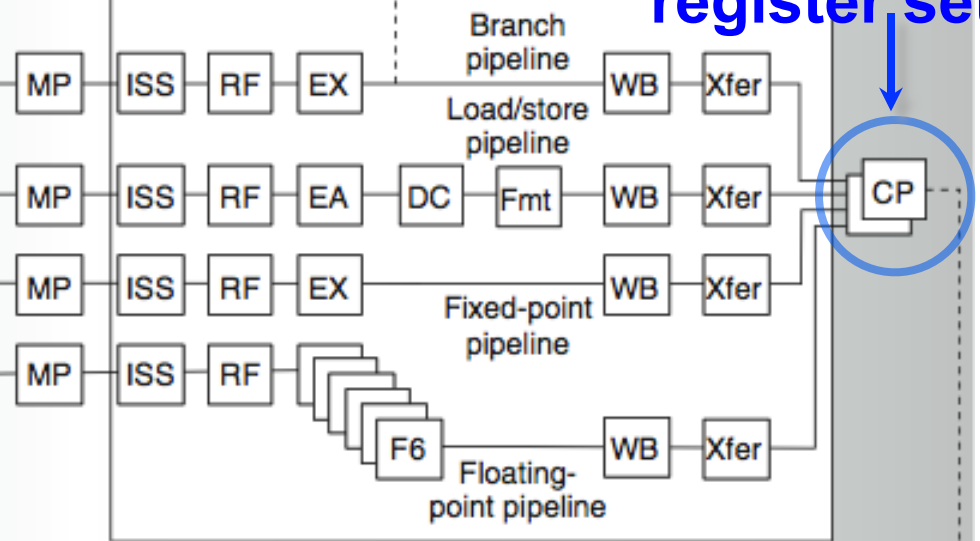 register se
Branch
pipeline
MP ISS RF EX WB Xfer
Load/store
pipeline
MP ISS RF EA DC Fmt WB Xfer
CP
MP ISS RF EX WB Xfer
Fixed-point
pipeline
MP ISS RF
F6 WB Xfer
Floating-
point pipeline